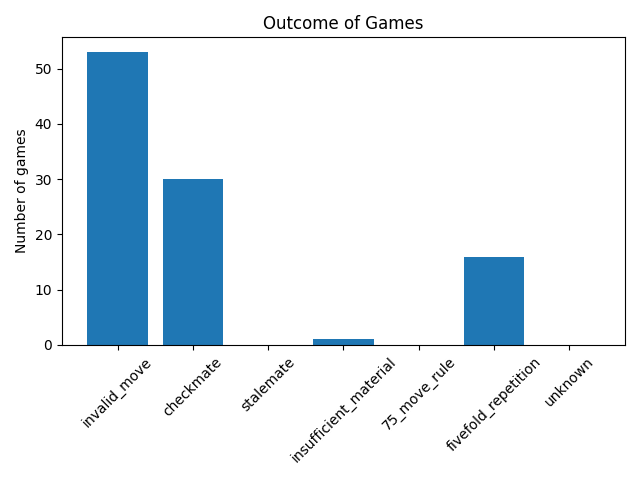 Outcome of Games
Number of games
50
40
30
20
10
0
invalid_move
checkmate
stalemate
insufficient_material
75_move_rule
fivefold_repetition
unknown